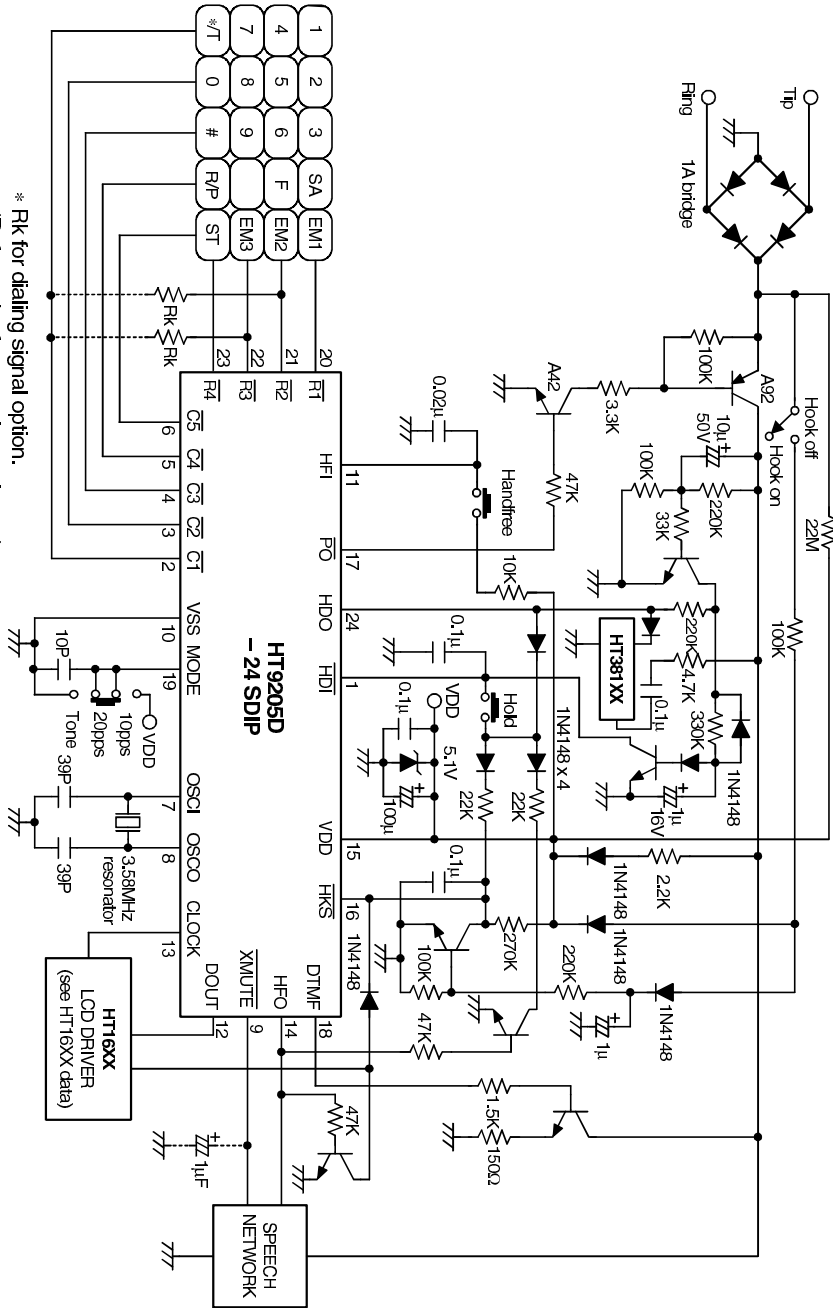 Tip
Ring
1A bridge
Hook off
Hook on
22M
100K
A92
100K
3.3K
A42
47K
10µ
50V
+
220K
100K
33K
220K
4.7K
330K
0.1µ
HT381XX
1N4148
1µ
16V
+
2.2K
1N4148
1N4148
1N4148
1µ
+
220K
270K
100K
47K
1N4148 x 4
22K
22K
Hold
0.1µ
10K
Handfree
0.02µ
VDD
5.1V
0.1µ
100µ
+
0.1µ
1N4148
1.5K
150Ω
47K
1µF
+
SPEECH
NETWORK
1 2 3 SA EM1
4 5 6 F EM2
7 8 9 EM3
*/T 0 # R/P ST
Rk
Rk
20 21 22 23
R1 R2 R3 R4
11 17 24 1 15 16
HFI PO HDO HDI VDD HKS
HT9205D
– 24 SDIP
C5 C4 C3 C2 C1
6 5 4 3 2
VSS MODE OSCI OSCO CLOCK
10 19 7 8 13
DTMF HFO XMUTE DOUT
18 14 9 12
10P
Tone
20pps
10pps
VDD
39P
39P
3.58MHz
resonator
HT16XX
LCD DRIVER
(see HT16XX data)
* Rk for dialing signal option.